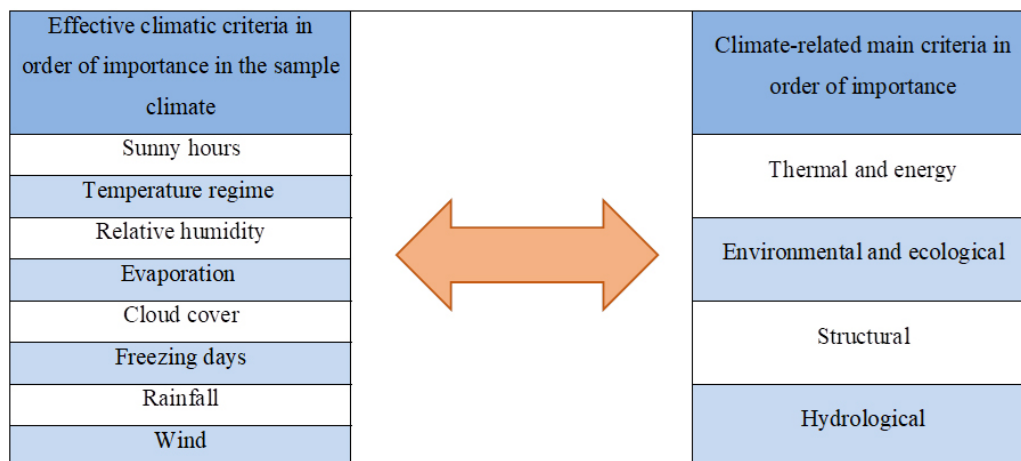 Effective climatic criteria in
order of importance in the sample
climate
Sunny hours
Temperature regime
Relative humidity
Evaporation
Cloud cover
Freezing days
Rainfall
Wind
Climate-related main criteria in
order of importance
Thermal and energy
Environmental and ecological
Structural
Hydrological